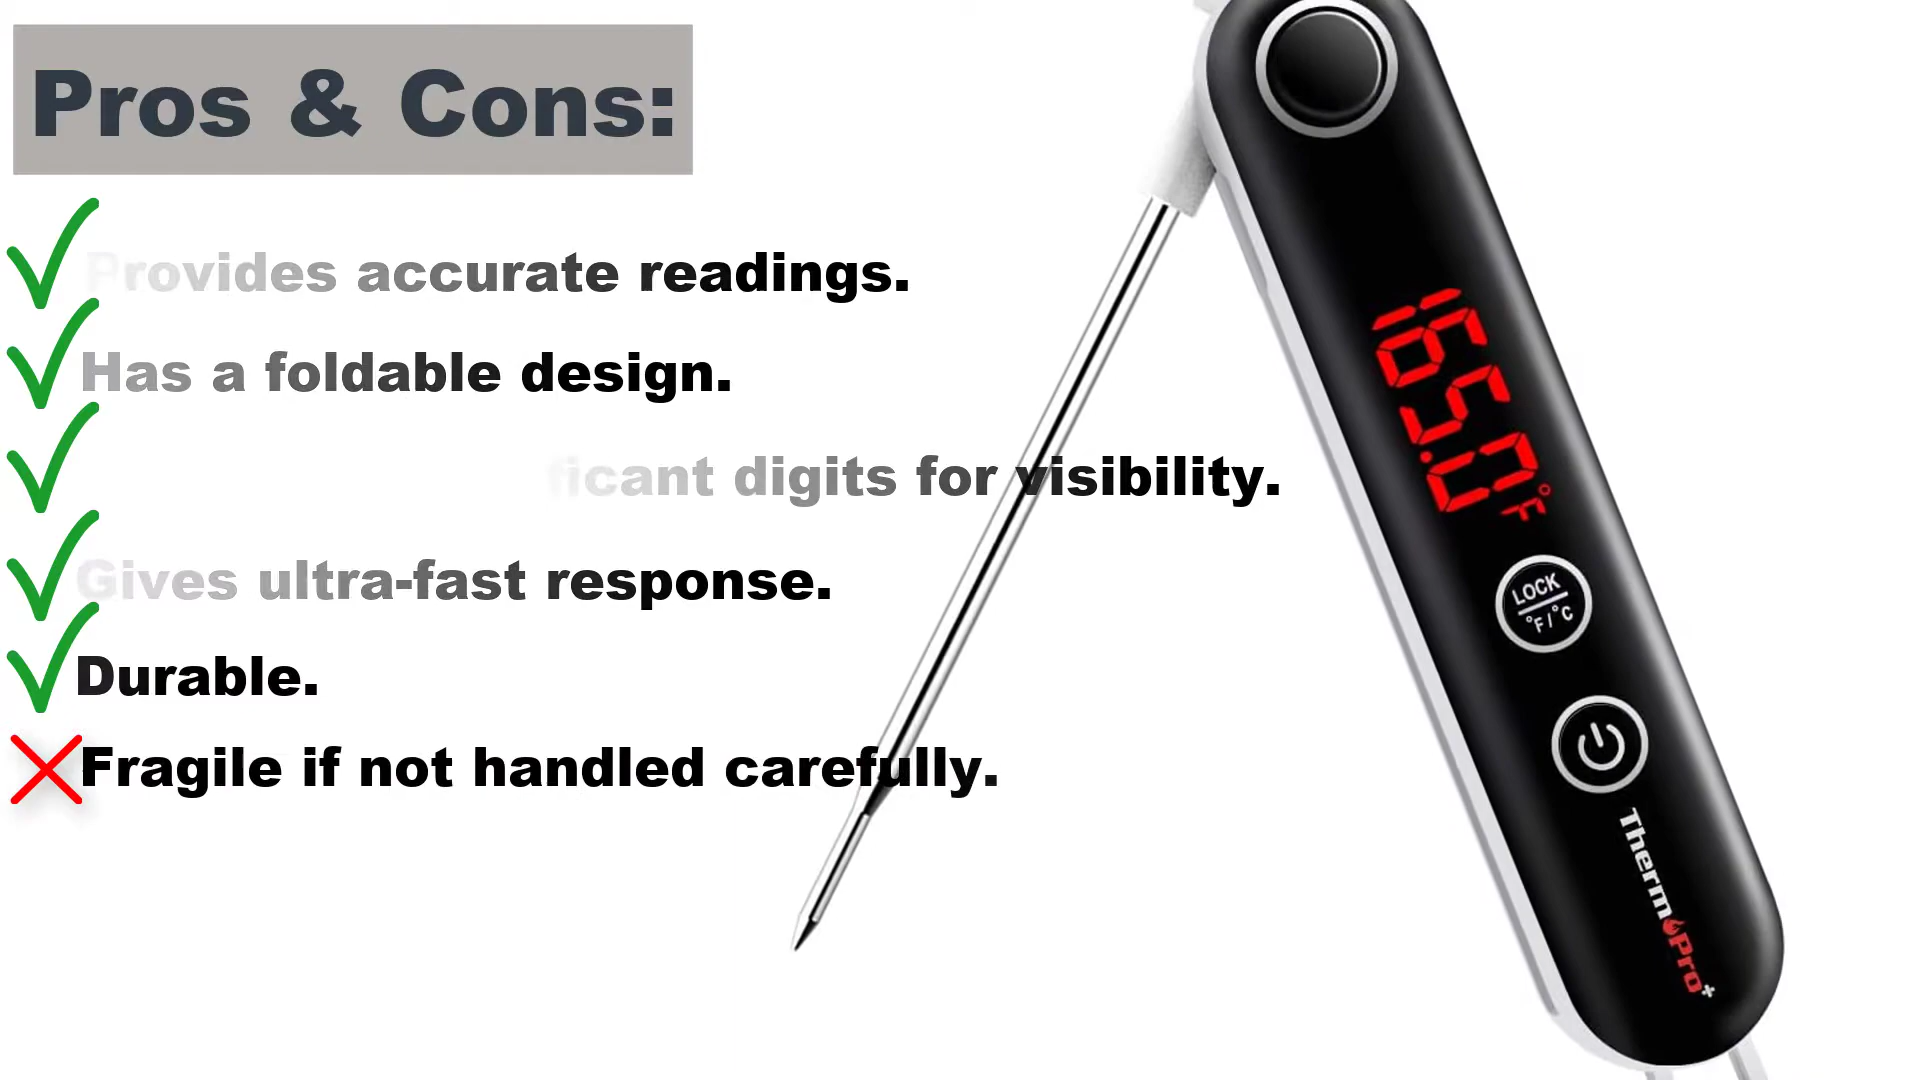 Pros & Cons:
Provides accurate readings.
Has a foldable design.
digits for visibility.
Gives ultra-fast response.
Durable.
Fragile if not handled carefully.
165.0°F
LOCK
°F/°C
ThermoPro+